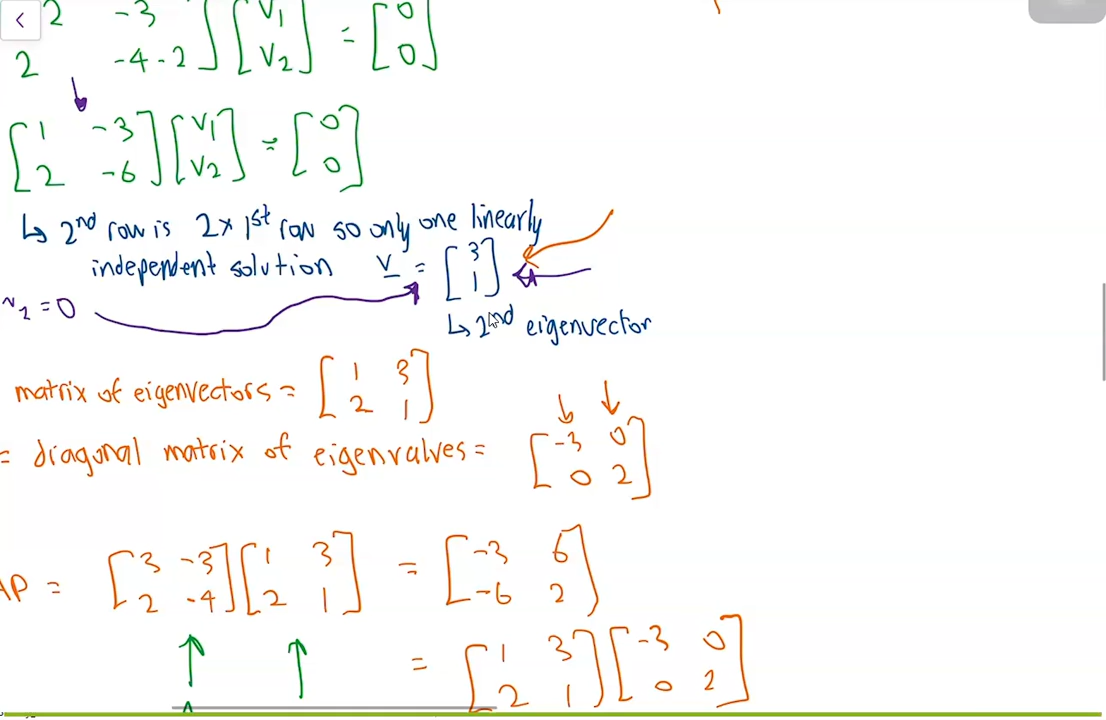 2 -3 ] [ v1 = [ 0
2 -4-2 ] [ v2 ] [ 0 ]
[ 1 -3 ] [ v1 ] = [ 0 ]
[ 2 -6 ] [ v2 ] [ 0 ]
↳ 2nd row is 2x 1st row so only one linearly
independent solution v = [ 3 ]
[ 1 ]
2 = 0
↳ 2nd eigenvector
matrix of eigenvectors = [ 1 3 ]
[ 2 1 ]
= diagonal matrix of eigenvalues = [ -3 0 ]
[ 0 2 ]
AP = [ 3 -3 ] [ 1 3 ] = [ -3 6 ]
[ 2 -4 ] [ 2 1 ] [ -6 2 ]
= [ 1 3 ] [ -3 0 ]
[ 2 1 ] [ 0 2 ]